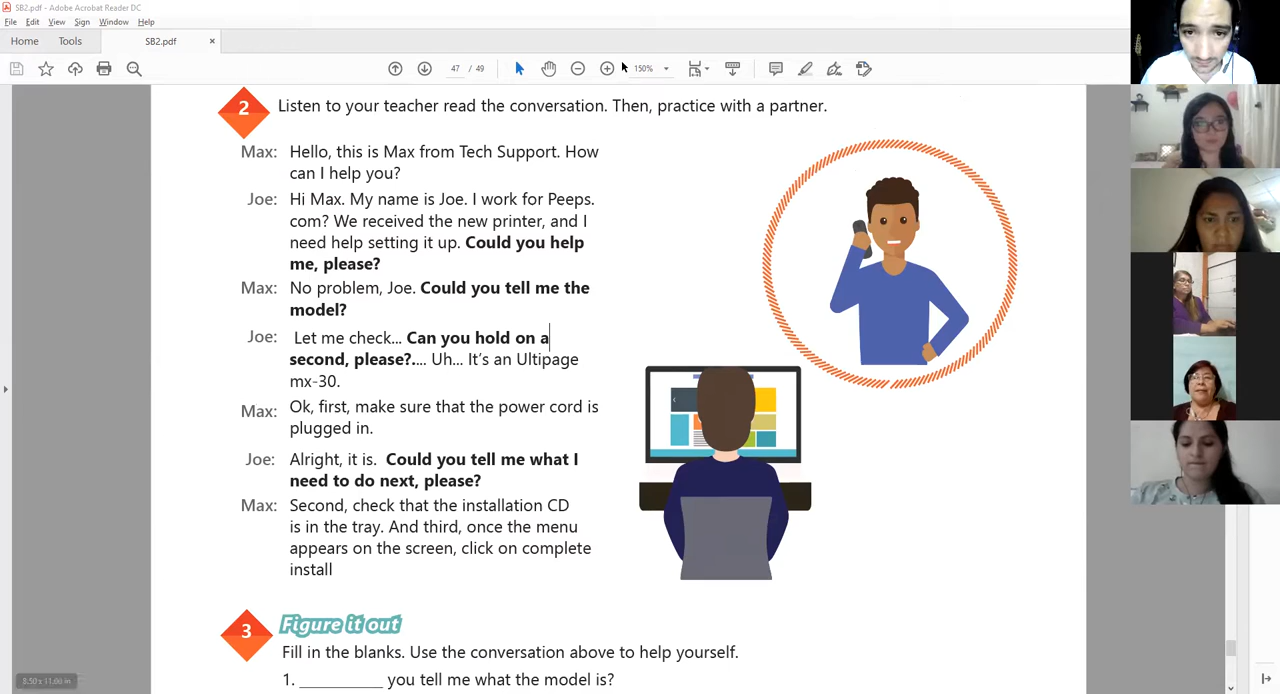 SB2.pdf - Adobe Acrobat Reader DC
File Edit View Sign Window Help
Home Tools SB2.pdf ×
47 / 49 150%
2 Listen to your teacher read the conversation. Then, practice with a partner.
Max: Hello, this is Max from Tech Support. How
can I help you?
Joe: Hi Max. My name is Joe. I work for Peeps.
com? We received the new printer, and I
need help setting it up. Could you help
me, please?
Max: No problem, Joe. Could you tell me the
model?
Joe: Let me check... Can you hold on a
second, please?.... Uh... It's an Ultipage
mx-30.
Max: Ok, first, make sure that the power cord is
plugged in.
Joe: Alright, it is. Could you tell me what I
need to do next, please?
Max: Second, check that the installation CD
is in the tray. And third, once the menu
appears on the screen, click on complete
install
3 Figure it out
Fill in the blanks. Use the conversation above to help yourself.
1. __________ you tell me what the model is?
8.50 x 11.00 in